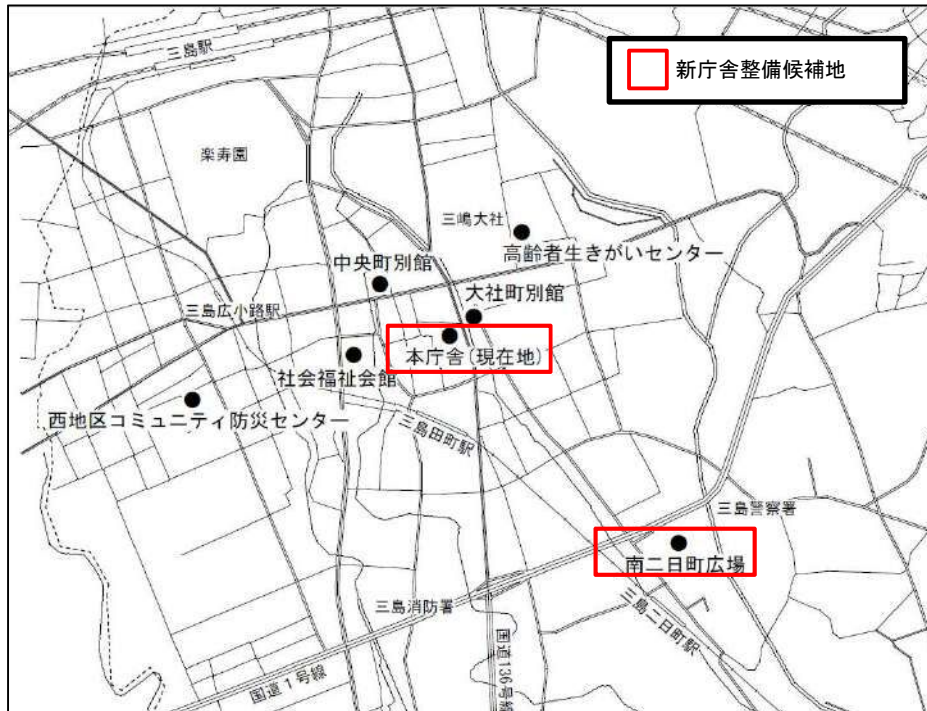 三島駅
新庁舎整備候補地
楽寿園
三嶋大社
高齢者生きがいセンター
中央町別館
大社町別館
三島広小路駅
本庁舎(現在地)
社会福祉会館
西地区コミュニティ防災センター
三島田町駅
三島警察署
南二日町広場
三島消防署
三島二日町駅
国道136号線
国道1号線